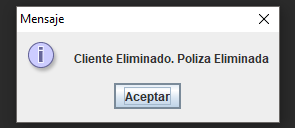 Mensaje
Cliente Eliminado. Poliza Eliminada
Aceptar